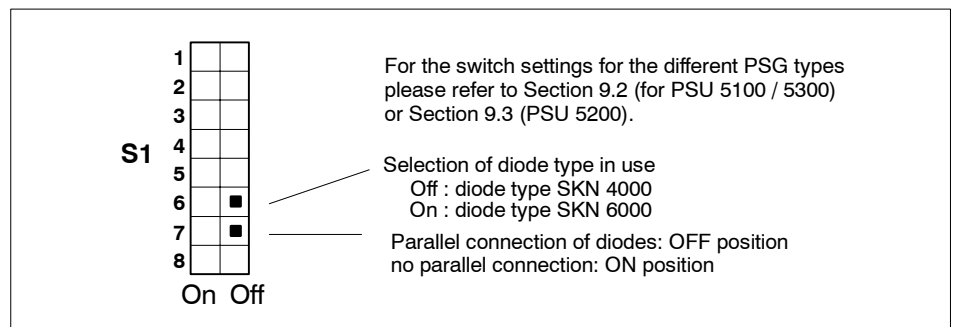 1
2
3
4
S1
5
6
7
8
On Off
For the switch settings for the different PSG types
please refer to Section 9.2 (for PSU 5100 / 5300)
or Section 9.3 (PSU 5200).
Selection of diode type in use
Off : diode type SKN 4000
On : diode type SKN 6000
Parallel connection of diodes: OFF position
no parallel connection: ON position